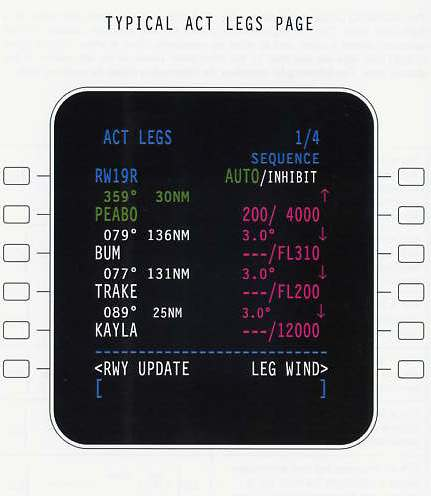 TYPICAL ACT LEGS PAGE
ACT LEGS 1/4
SEQUENCE
RW19R AUTO/INHIBIT
359° 30NM ↑
PEABO 200/ 4000
079° 136NM 3.0° ↓
BUM ---/FL310
077° 131NM 3.0° ↓
TRAKE ---/FL200
089° 25NM 3.0° ↓
KAYLA ---/12000
------------------------
<RWY UPDATE LEG WIND>
[ ]